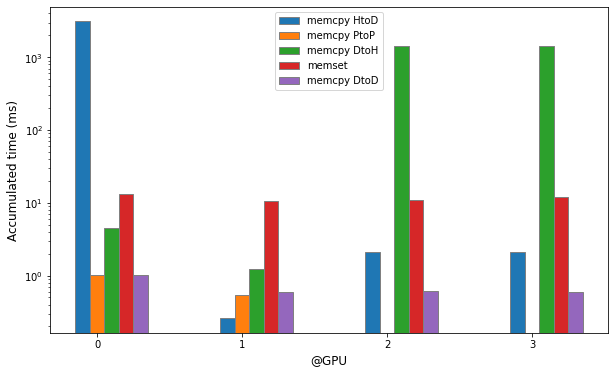 memcpy HtoD
memcpy PtoP
memcpy DtoH
memset
memcpy DtoD
Accumulated time (ms)
10³
10²
10¹
10⁰
0 1 2 3
@GPU